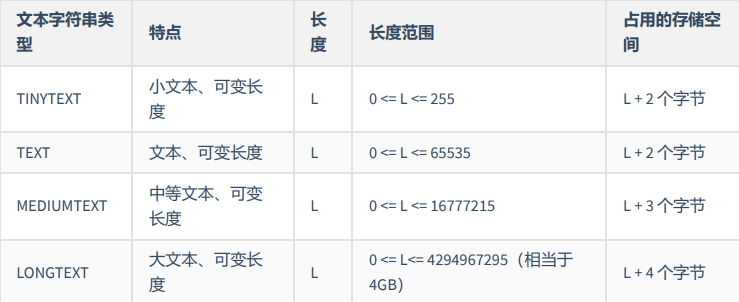 文本字符串类型 特点 长度 长度范围 占用的存储空间
TINYTEXT 小文本、可变长度 L 0 <= L <= 255 L + 2 个字节
TEXT 文本、可变长度 L 0 <= L <= 65535 L + 2 个字节
MEDIUMTEXT 中等文本、可变长度 L 0 <= L <= 16777215 L + 3 个字节
LONGTEXT 大文本、可变长度 L 0 <= L<= 4294967295（相当于4GB） L + 4 个字节